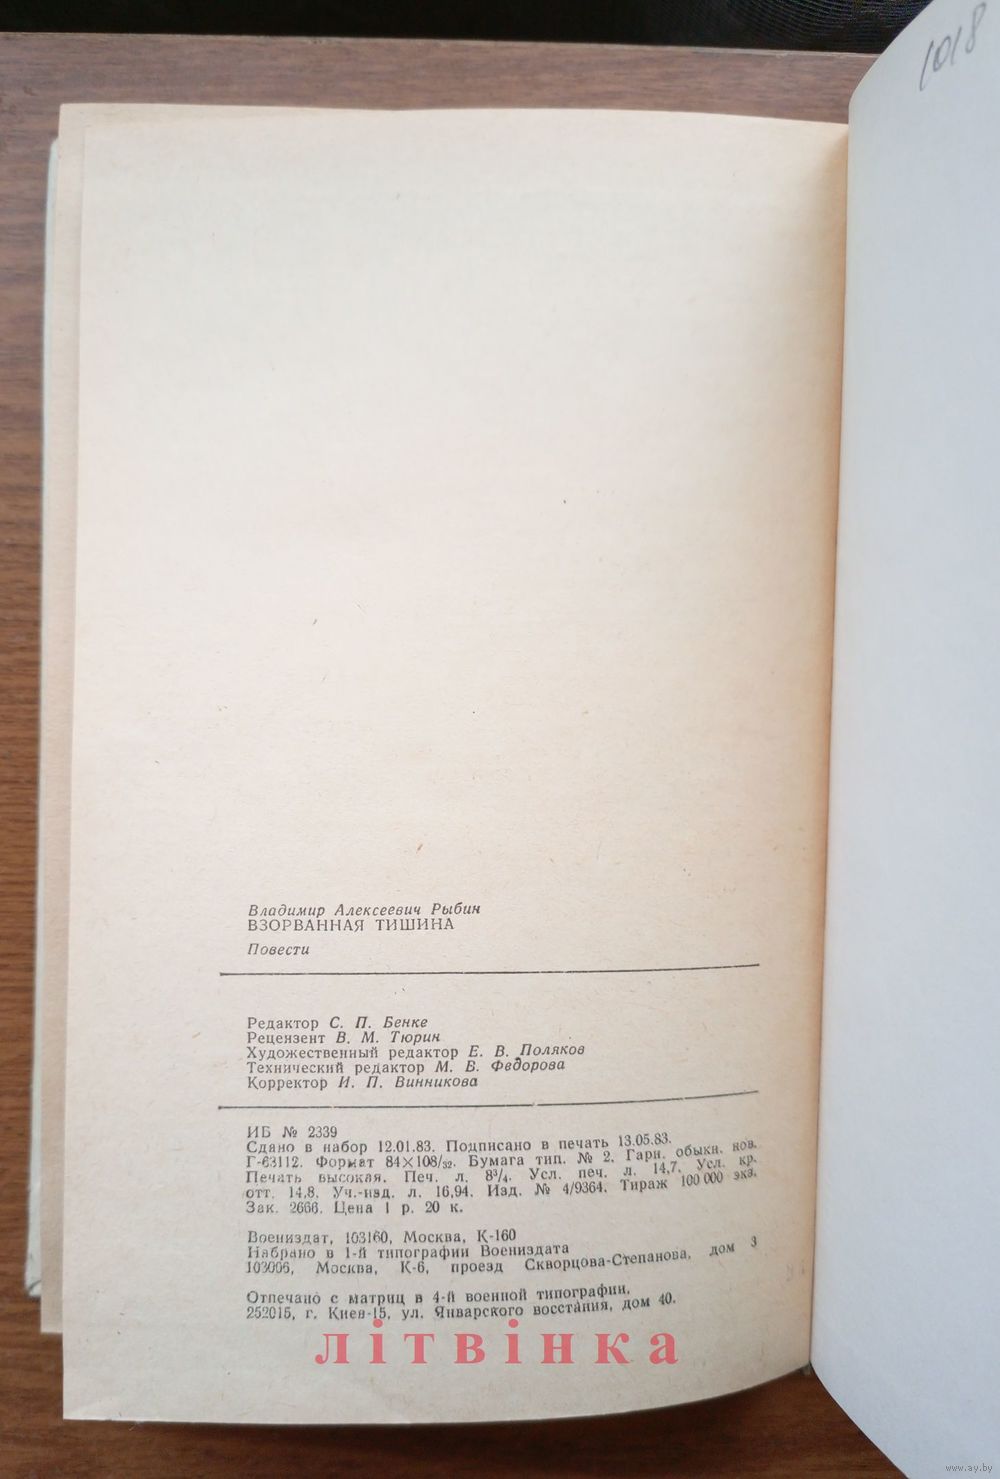 1018
Владимир Алексеевич Рыбин
ВЗОРВАННАЯ ТИШИНА
Повести
Редактор С. П. Бенке
Рецензент В. М. Тюрин
Художественный редактор Е. В. Поляков
Технический редактор М. В. Федорова
Корректор И. П. Винникова
ИБ № 2339
Сдано в набор 12.01.83. Подписано в печать 13.05.83.
Г-63112. Формат 84×108/32. Бумага тип. № 2. Гарн. обыкн. нов.
Печать высокая. Печ. л. 8¾. Усл. печ. л. 14,7. Усл. кр.
отт. 14,8. Уч.-изд. л. 16,94. Изд. № 4/9364. Тираж 100 000 экз.
Зак. 2666. Цена 1 р. 20 к.
Воениздат, 103160, Москва, К-160
Набрано в 1-й типографии Воениздата
103006, Москва, К-6, проезд Скворцова-Степанова, дом 3
Отпечано с матриц в 4-й военной типографии,
252015, г. Киев-15, ул. Январского восстания, дом 40.
літвінка
www.ay.by